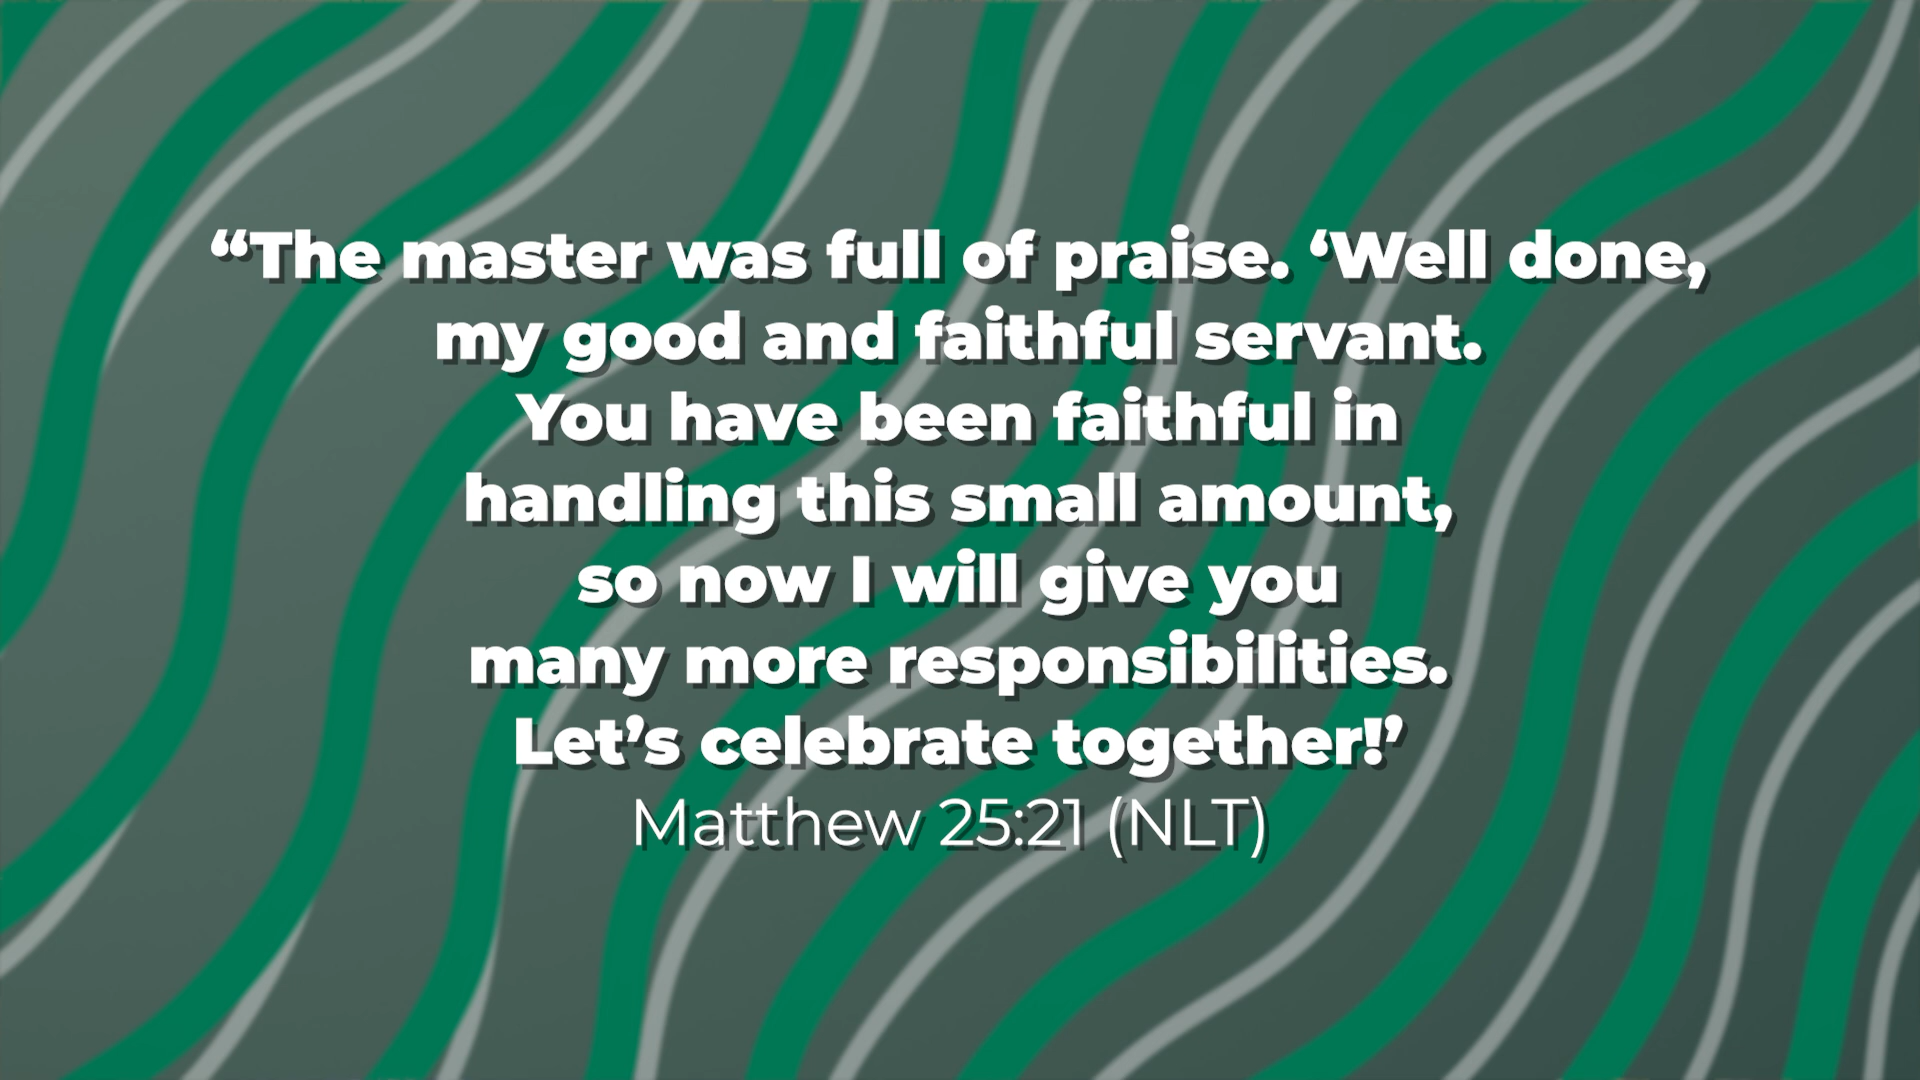 “The master was full of praise. ‘Well done,
my good and faithful servant.
You have been faithful in
handling this small amount,
so now I will give you
many more responsibilities.
Let’s celebrate together!’
Matthew 25:21 (NLT)